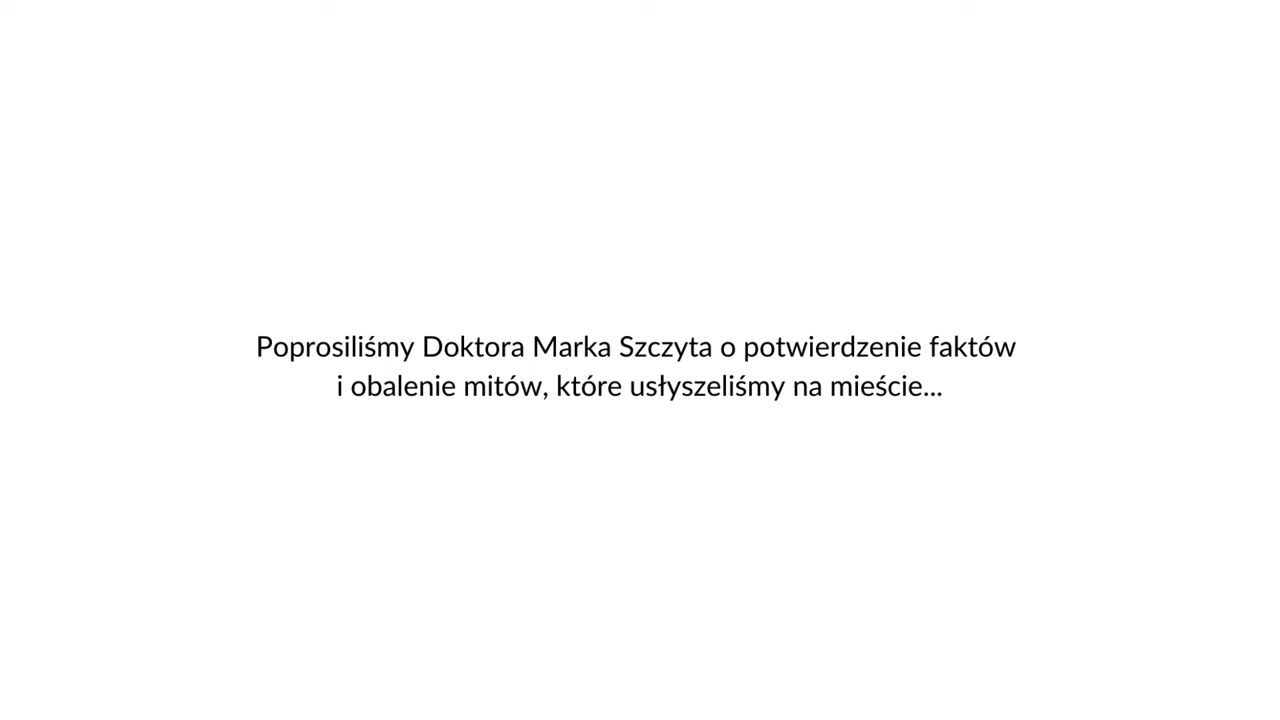 Poprosiliśmy Doktora Marka Szczyta o potwierdzenie faktów
i obalenie mitów, które usłyszeliśmy na mieście...